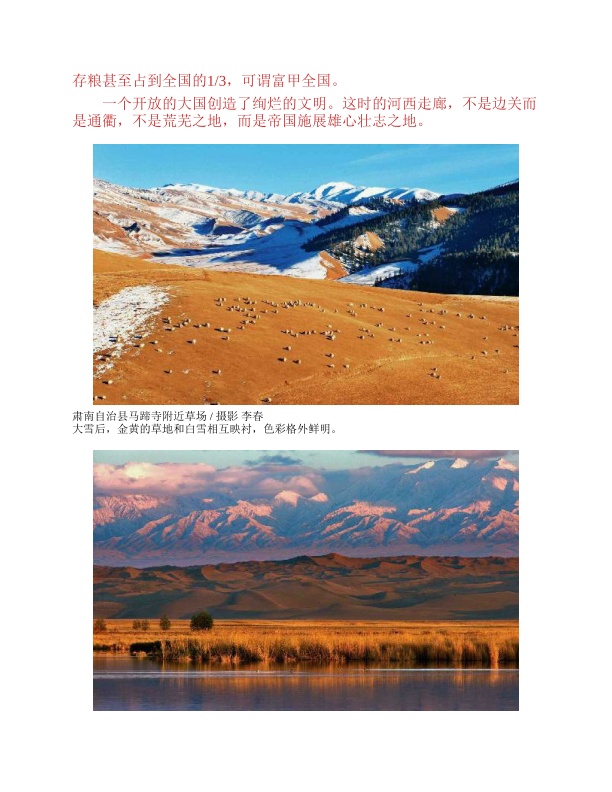 存粮甚至占到全国的1/3，可谓富甲全国。
一个开放的大国创造了绚烂的文明。这时的河西走廊，不是边关而
是通衢，不是荒芜之地，而是帝国施展雄心壮志之地。
肃南自治县马蹄寺附近草场 / 摄影 李春
大雪后，金黄的草地和白雪相互映衬，色彩格外鲜明。